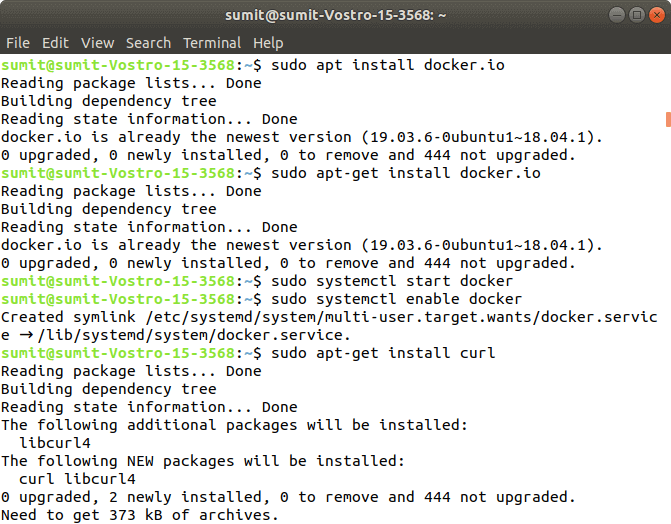 sumit@sumit-Vostro-15-3568: ~
File Edit View Search Terminal Help
sumit@sumit-Vostro-15-3568:~$ sudo apt install docker.io
Reading package lists... Done
Building dependency tree
Reading state information... Done
docker.io is already the newest version (19.03.6-0ubuntu1~18.04.1).
0 upgraded, 0 newly installed, 0 to remove and 444 not upgraded.
sumit@sumit-Vostro-15-3568:~$ sudo apt-get install docker.io
Reading package lists... Done
Building dependency tree
Reading state information... Done
docker.io is already the newest version (19.03.6-0ubuntu1~18.04.1).
0 upgraded, 0 newly installed, 0 to remove and 444 not upgraded.
sumit@sumit-Vostro-15-3568:~$ sudo systemctl start docker
sumit@sumit-Vostro-15-3568:~$ sudo systemctl enable docker
Created symlink /etc/systemd/system/multi-user.target.wants/docker.servic
e → /lib/systemd/system/docker.service.
sumit@sumit-Vostro-15-3568:~$ sudo apt-get install curl
Reading package lists... Done
Building dependency tree
Reading state information... Done
The following additional packages will be installed:
  libcurl4
The following NEW packages will be installed:
  curl libcurl4
0 upgraded, 2 newly installed, 0 to remove and 444 not upgraded.
Need to get 373 kB of archives.